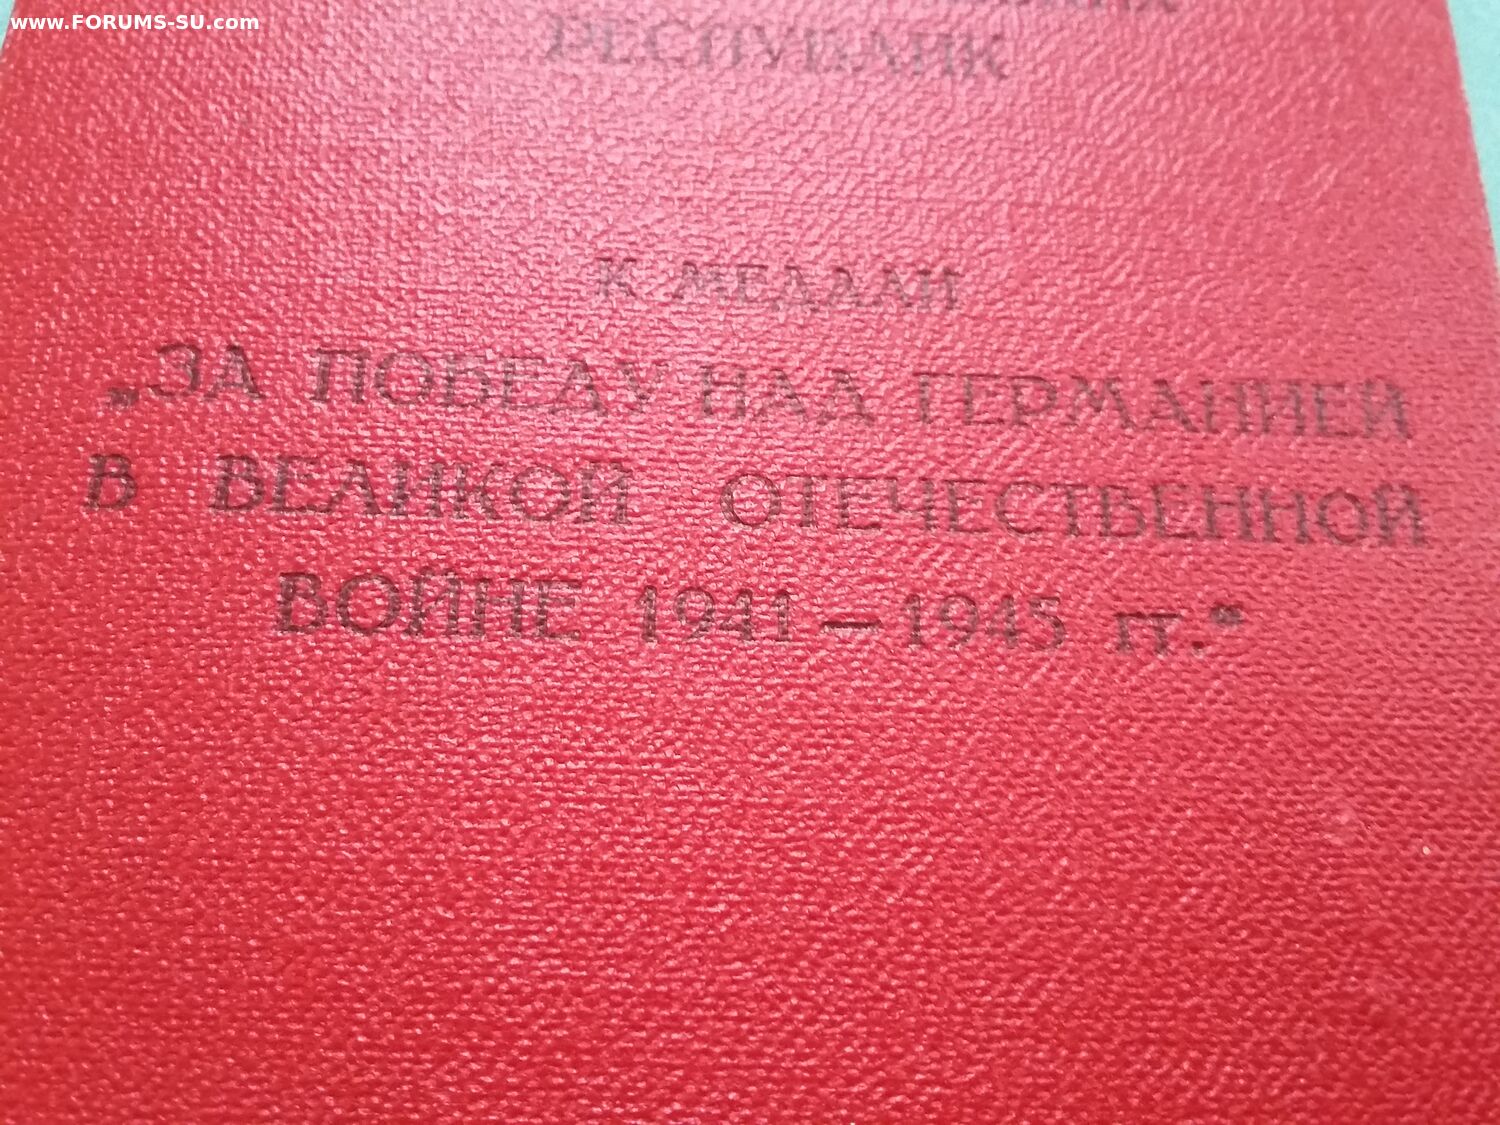 www.FORUMS-SU.com
РЕСПУБЛИК
К МЕДАЛИ
„ЗА ПОБЕДУ НАД ГЕРМАНИЕЙ
В ВЕЛИКОЙ ОТЕЧЕСТВЕННОЙ
ВОЙНЕ 1941—1945 гг.“